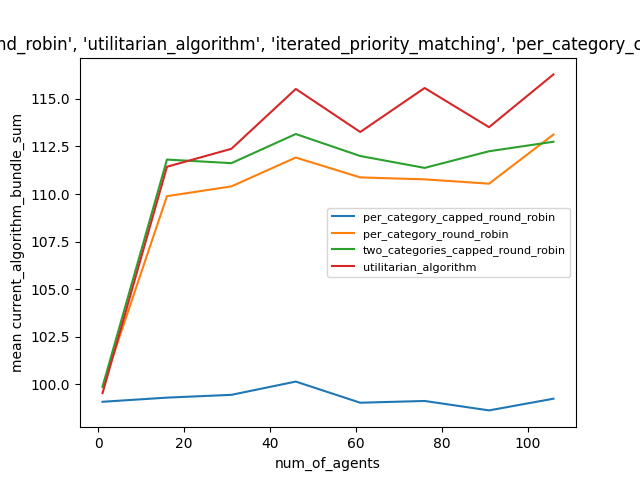 nd_robin', 'utilitarian_algorithm', 'iterated_priority_matching', 'per_category_c
115.0
112.5
110.0
107.5
105.0
102.5
100.0
mean current_algorithm_bundle_sum
per_category_capped_round_robin
per_category_round_robin
two_categories_capped_round_robin
utilitarian_algorithm
0 20 40 60 80 100
num_of_agents